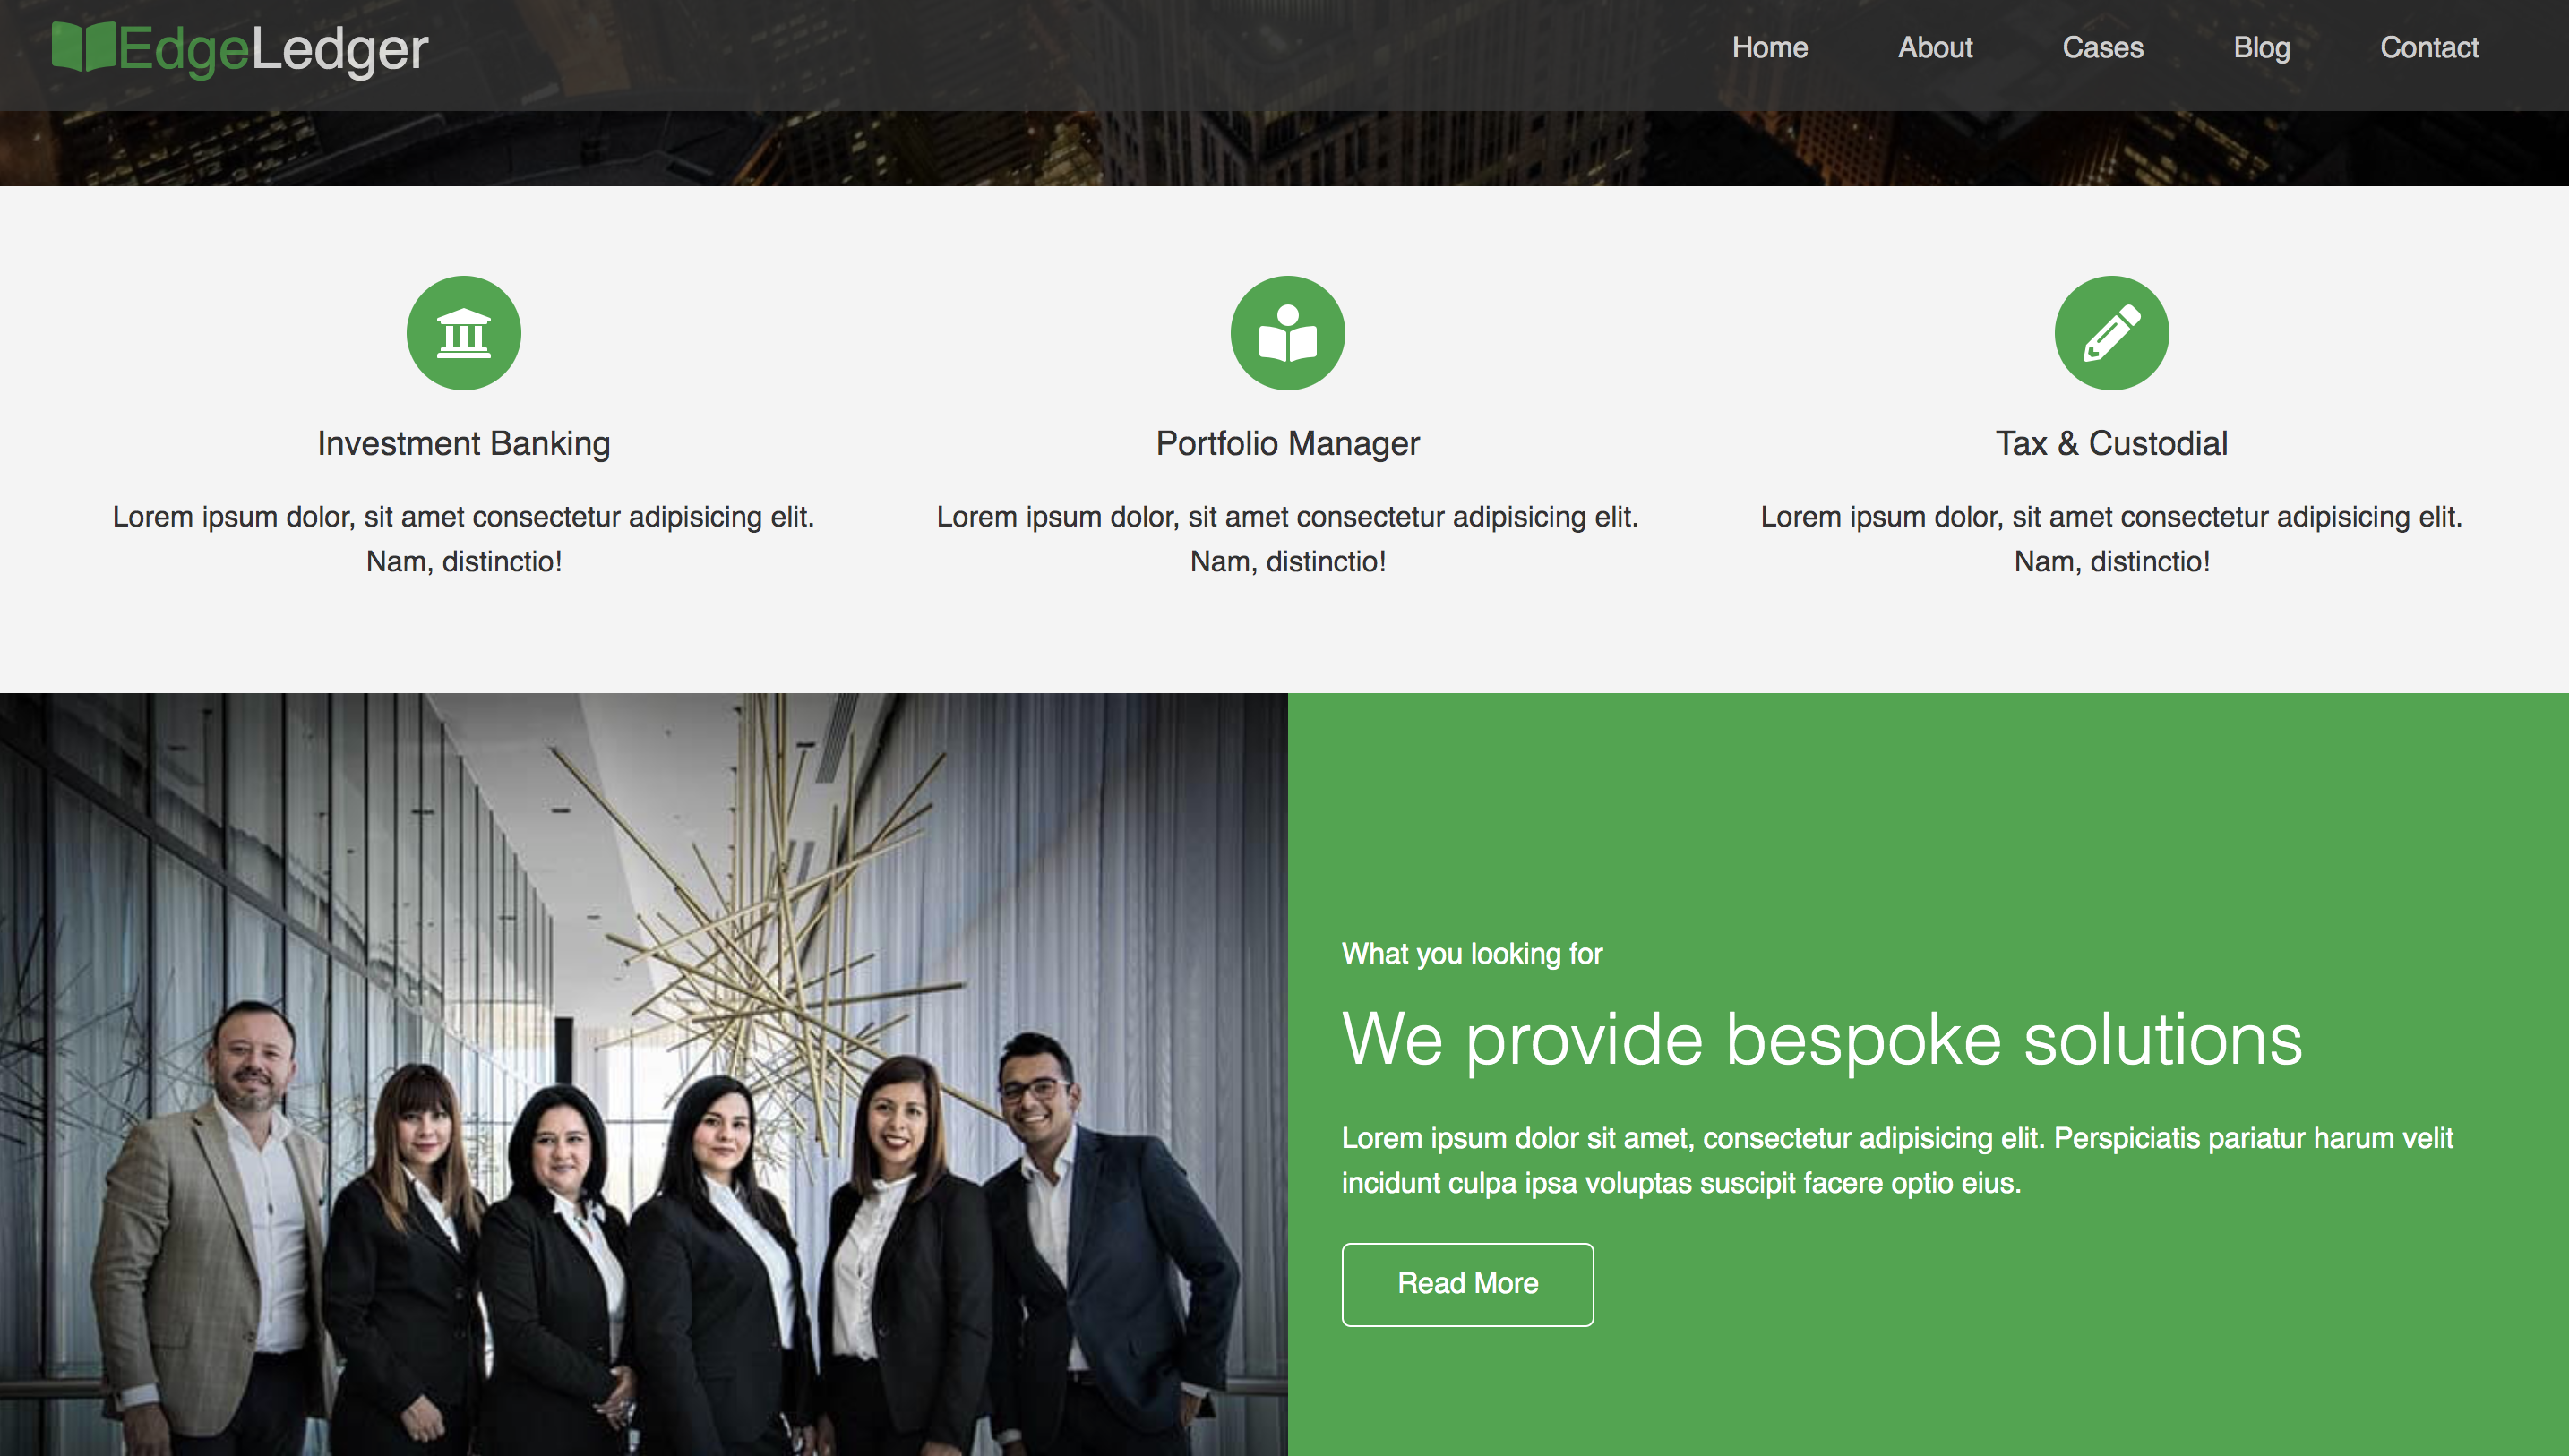 EdgeLedger
Home About Cases Blog Contact
Investment Banking
Lorem ipsum dolor, sit amet consectetur adipisicing elit.
Nam, distinctio!
Portfolio Manager
Lorem ipsum dolor, sit amet consectetur adipisicing elit.
Nam, distinctio!
Tax & Custodial
Lorem ipsum dolor, sit amet consectetur adipisicing elit.
Nam, distinctio!
What you looking for
We provide bespoke solutions
Lorem ipsum dolor sit amet, consectetur adipisicing elit. Perspiciatis pariatur harum velit
incidunt culpa ipsa voluptas suscipit facere optio eius.
Read More